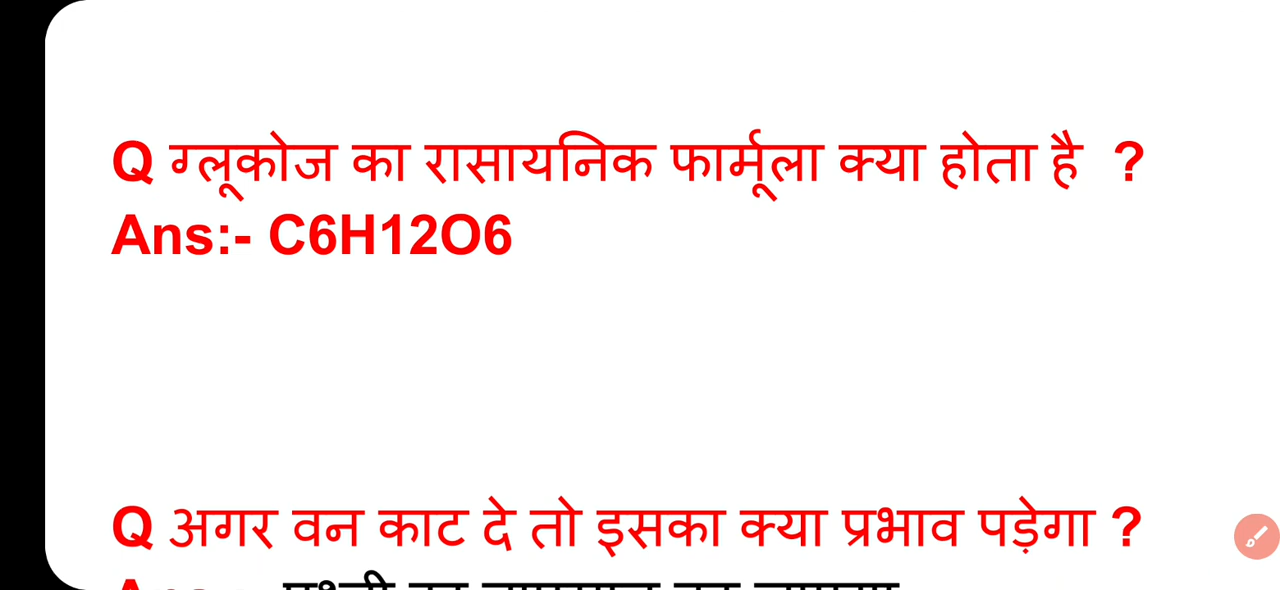 Q ग्लूकोज का रासायनिक फार्मूला क्या होता है ?
Ans:- C6H12O6
Q अगर वन काट दे तो इसका क्या प्रभाव पड़ेगा ?